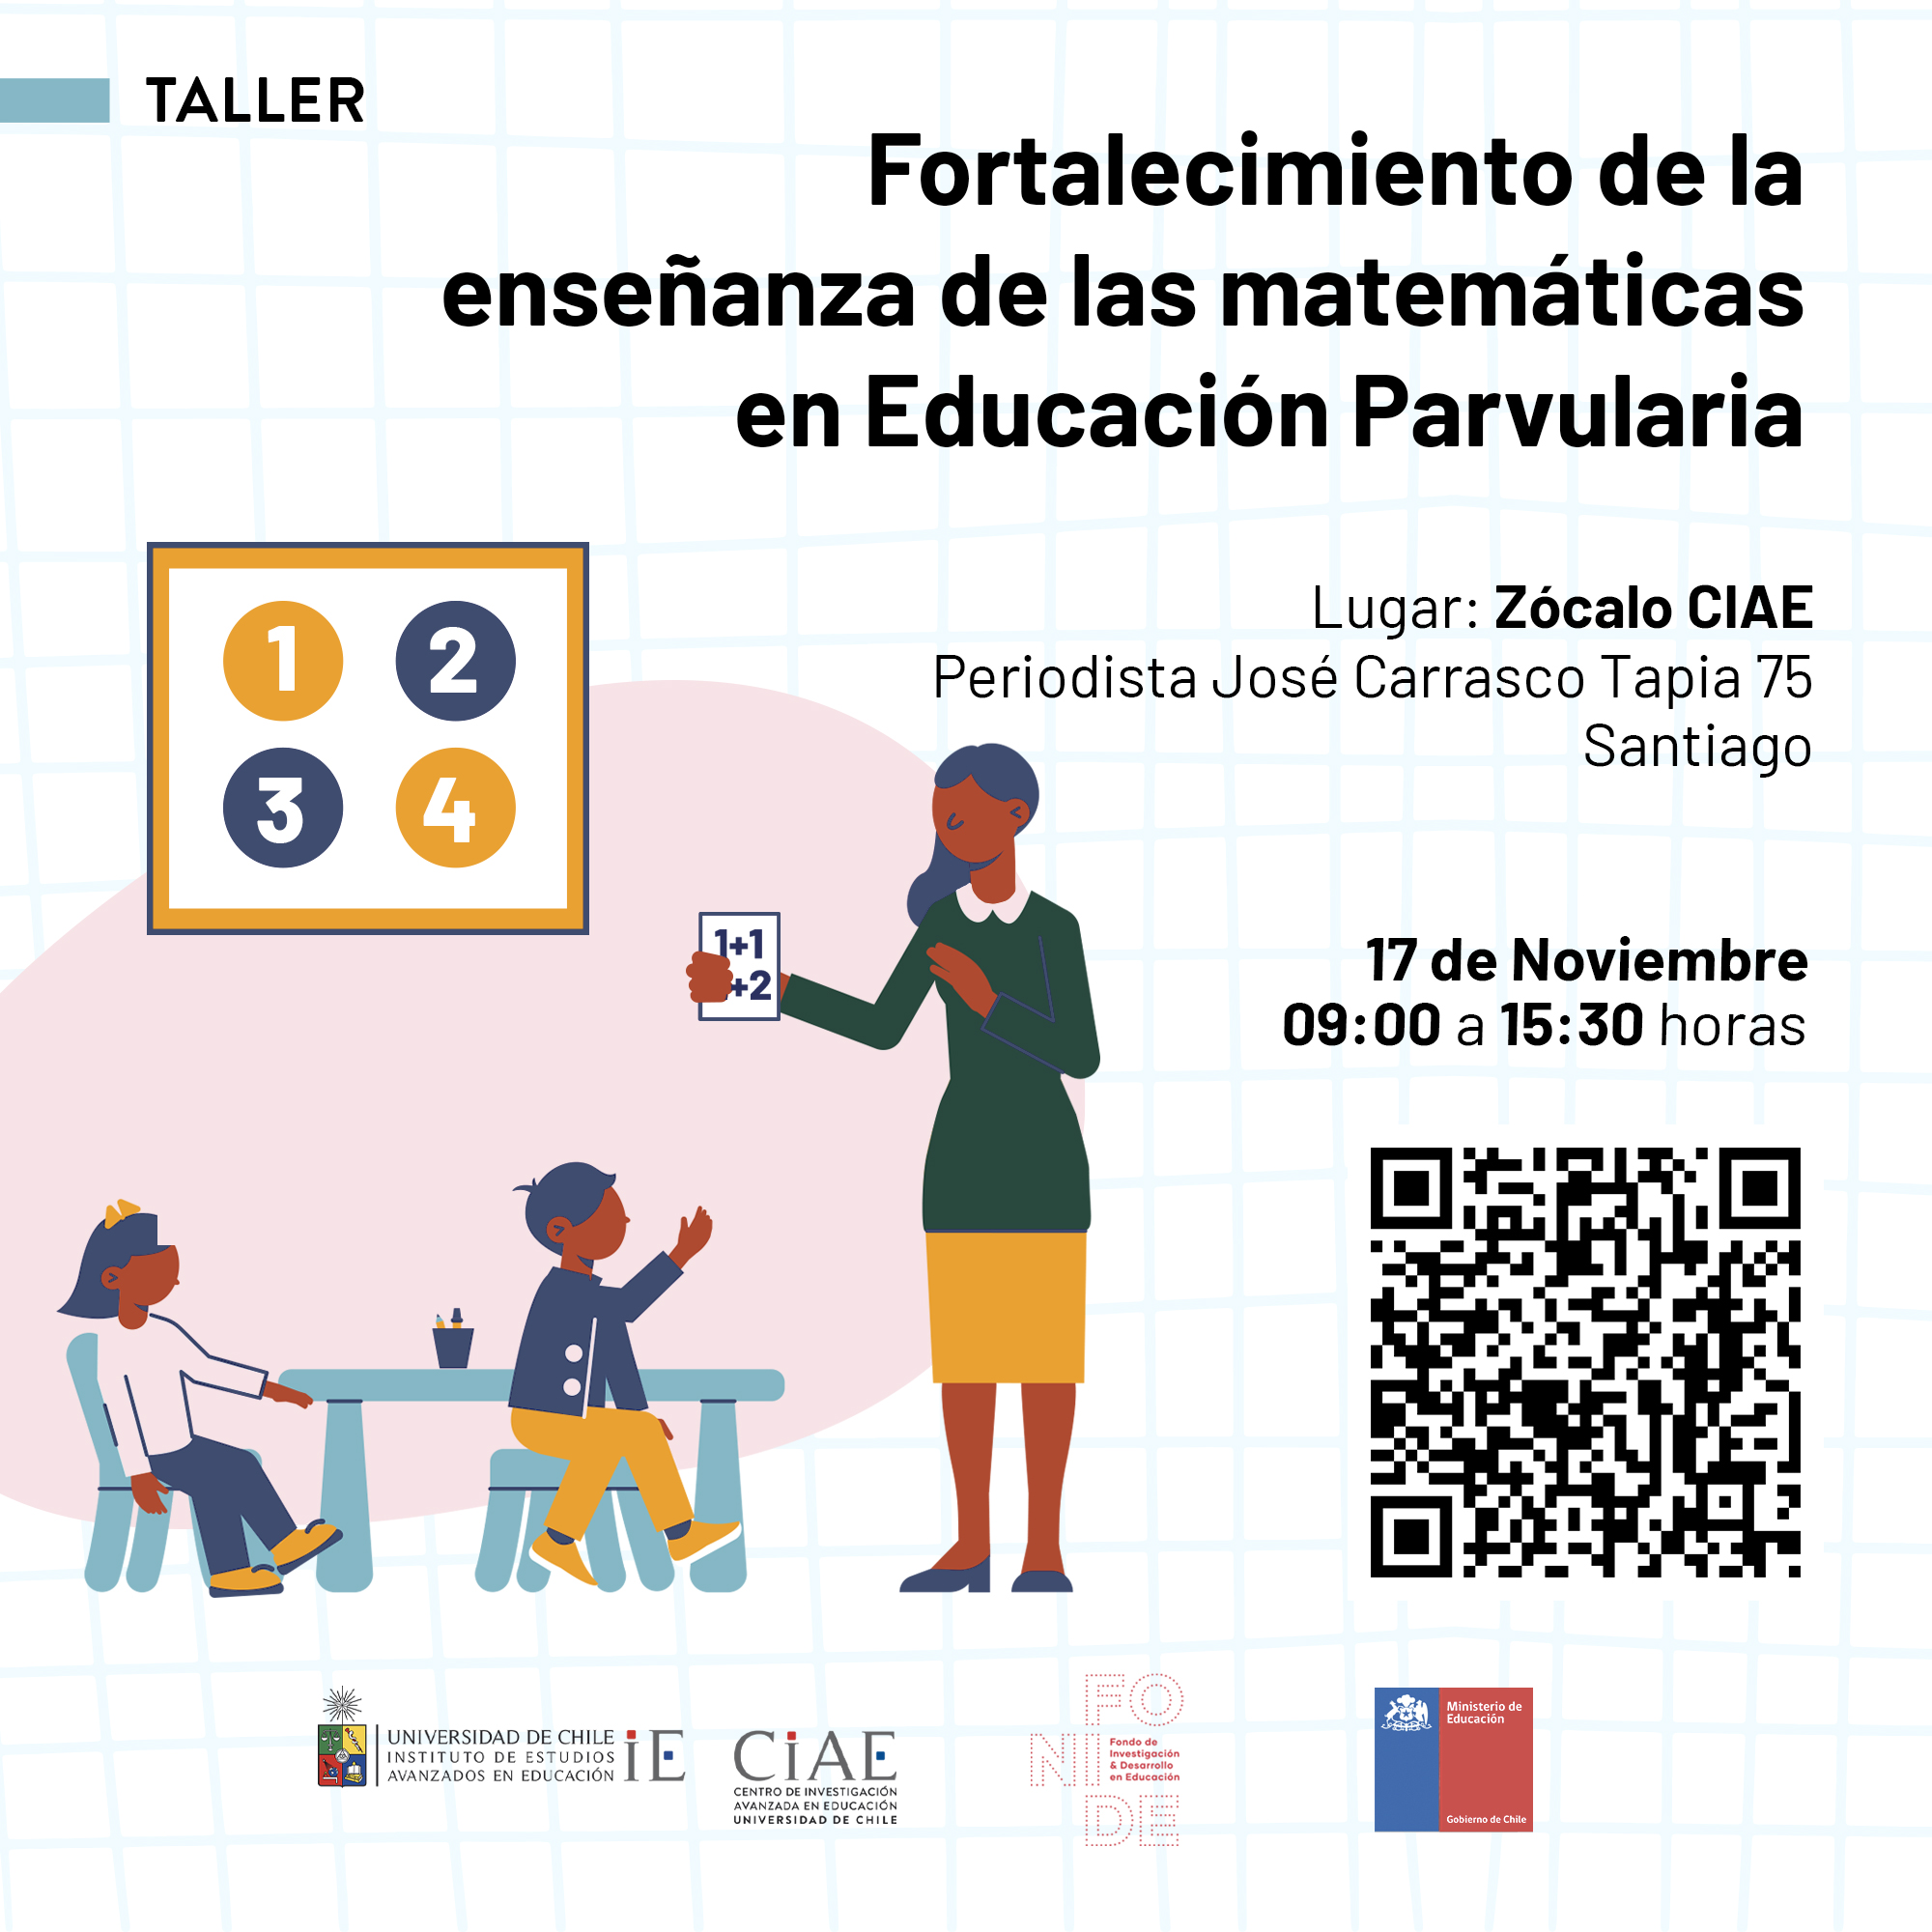 TALLER
Fortalecimiento de la
enseñanza de las matemáticas
en Educación Parvularia
1 2
3 4
Lugar: Zócalo CIAE
Periodista José Carrasco Tapia 75
Santiago
1+1
+2
17 de Noviembre
09:00 a 15:30 horas
UNIVERSIDAD DE CHILE
INSTITUTO DE ESTUDIOS
AVANZADOS EN EDUCACIÓN
iE
CiAE
CENTRO DE INVESTIGACIÓN
AVANZADA EN EDUCACIÓN
UNIVERSIDAD DE CHILE
FO
NI
DE
Fondo de
Investigación
& Desarrollo
en Educación
Ministerio de
Educación
Gobierno de Chile